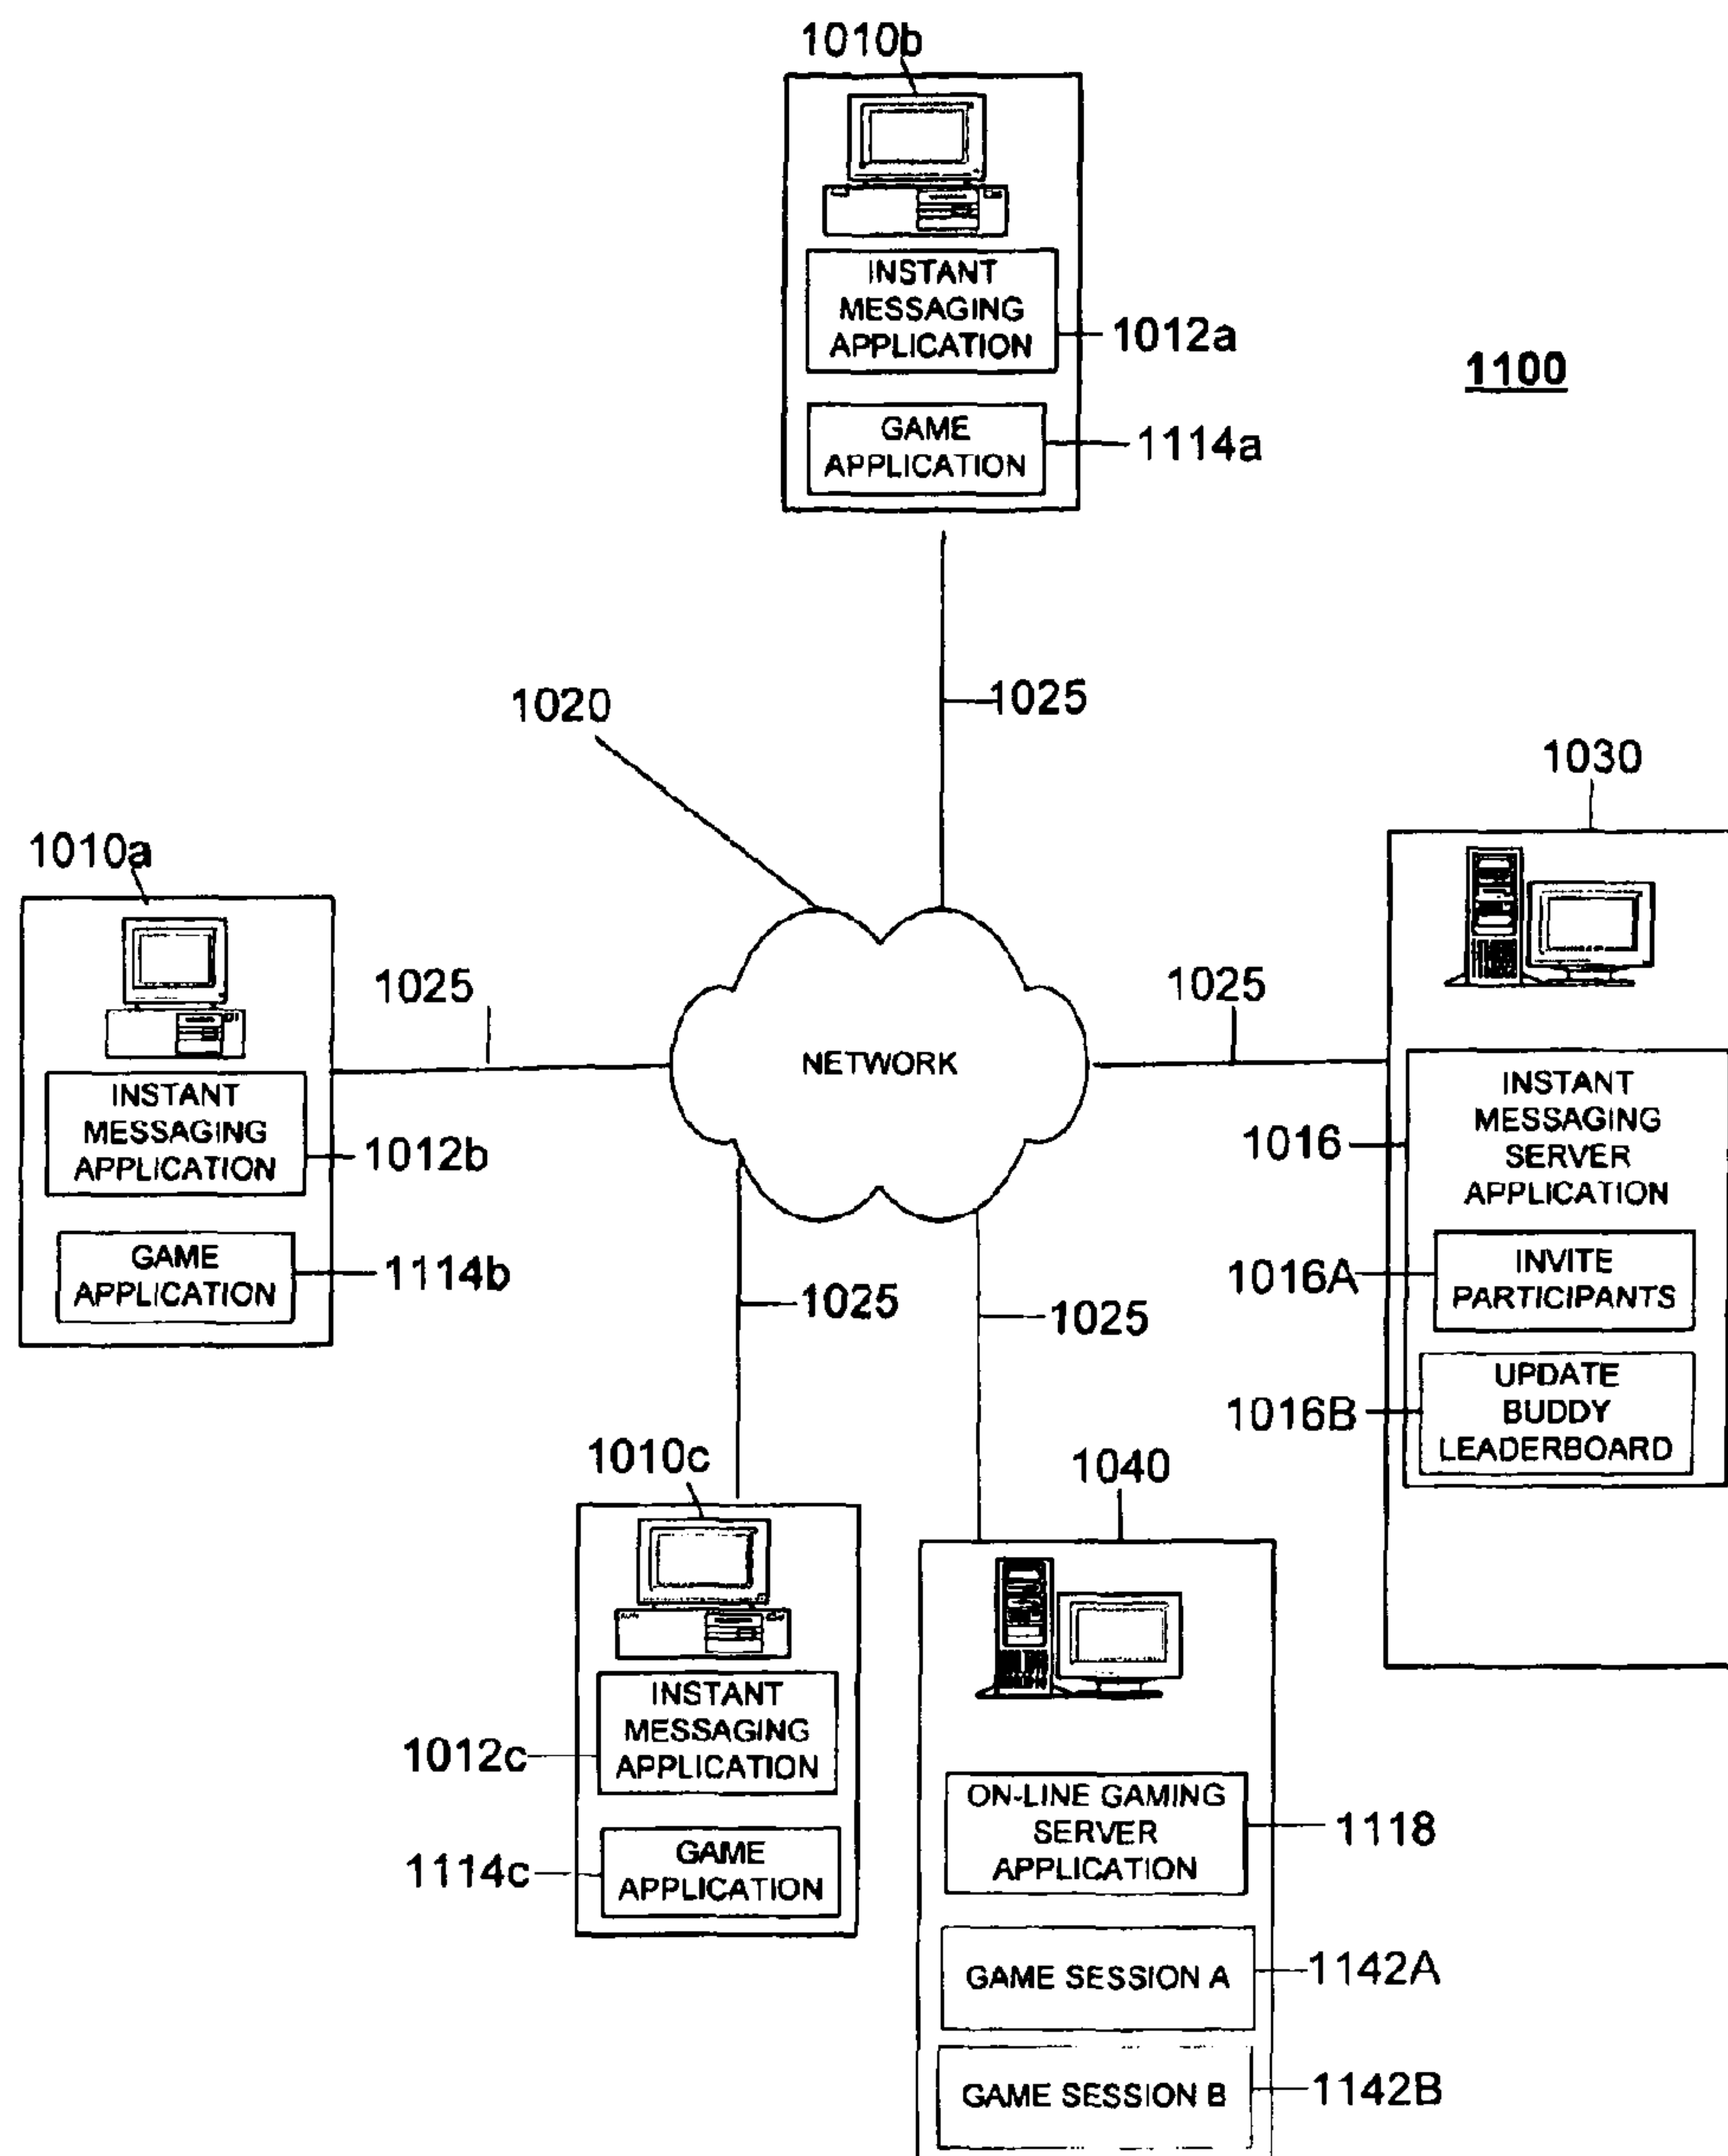 1010b
INSTANT
MESSAGING
APPLICATION
1012a
GAME
APPLICATION
1114a
1100
1025
1020
1010a
INSTANT
MESSAGING
APPLICATION
1012b
GAME
APPLICATION
1114b
1025
NETWORK
1025
1030
INSTANT
MESSAGING
SERVER
APPLICATION
1016
INVITE
PARTICIPANTS
1016A
UPDATE
BUDDY
LEADERBOARD
1016B
1025
1025
1010c
INSTANT
MESSAGING
APPLICATION
1012c
GAME
APPLICATION
1114c
1040
ON-LINE GAMING
SERVER
APPLICATION
1118
GAME SESSION A
1142A
GAME SESSION B
1142B